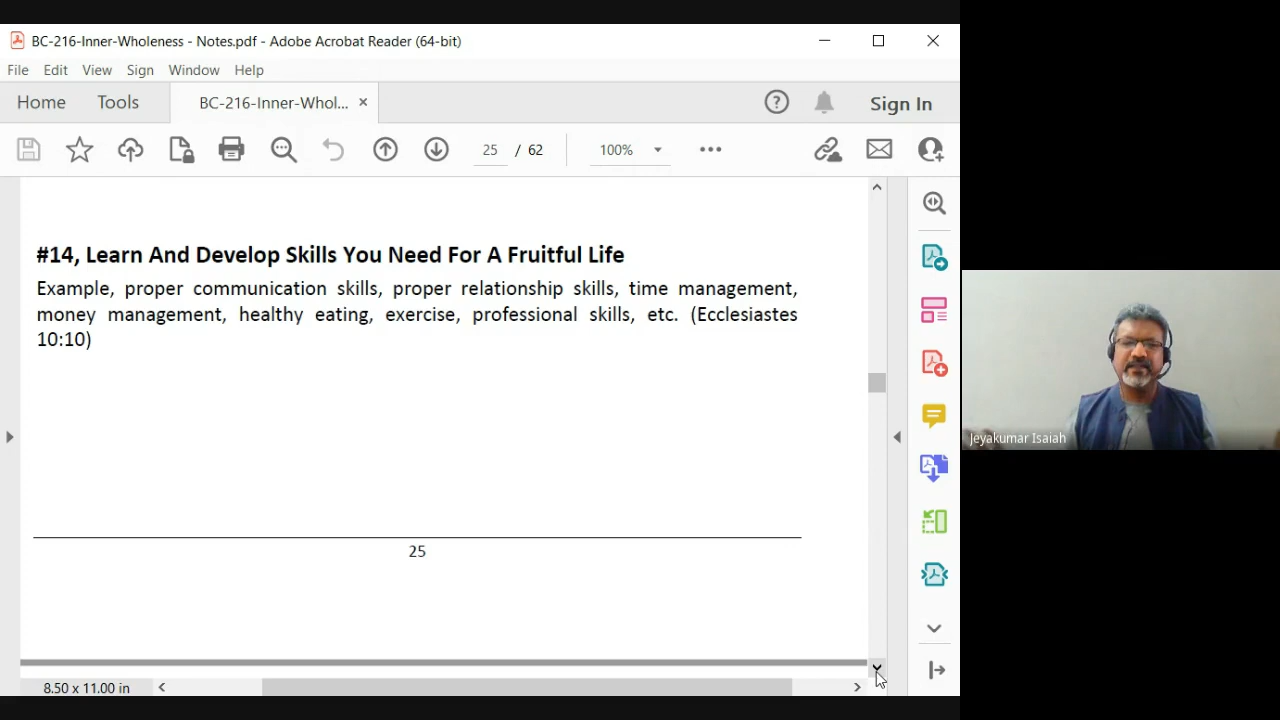 BC-216-Inner-Wholeness - Notes.pdf - Adobe Acrobat Reader (64-bit)
File Edit View Sign Window Help
Home Tools BC-216-Inner-Whol... × Sign In
25 / 62 100%
#14, Learn And Develop Skills You Need For A Fruitful Life
Example, proper communication skills, proper relationship skills, time management,
money management, healthy eating, exercise, professional skills, etc. (Ecclesiastes
10:10)
25
8.50 x 11.00 in
Jeyakumar Isaiah